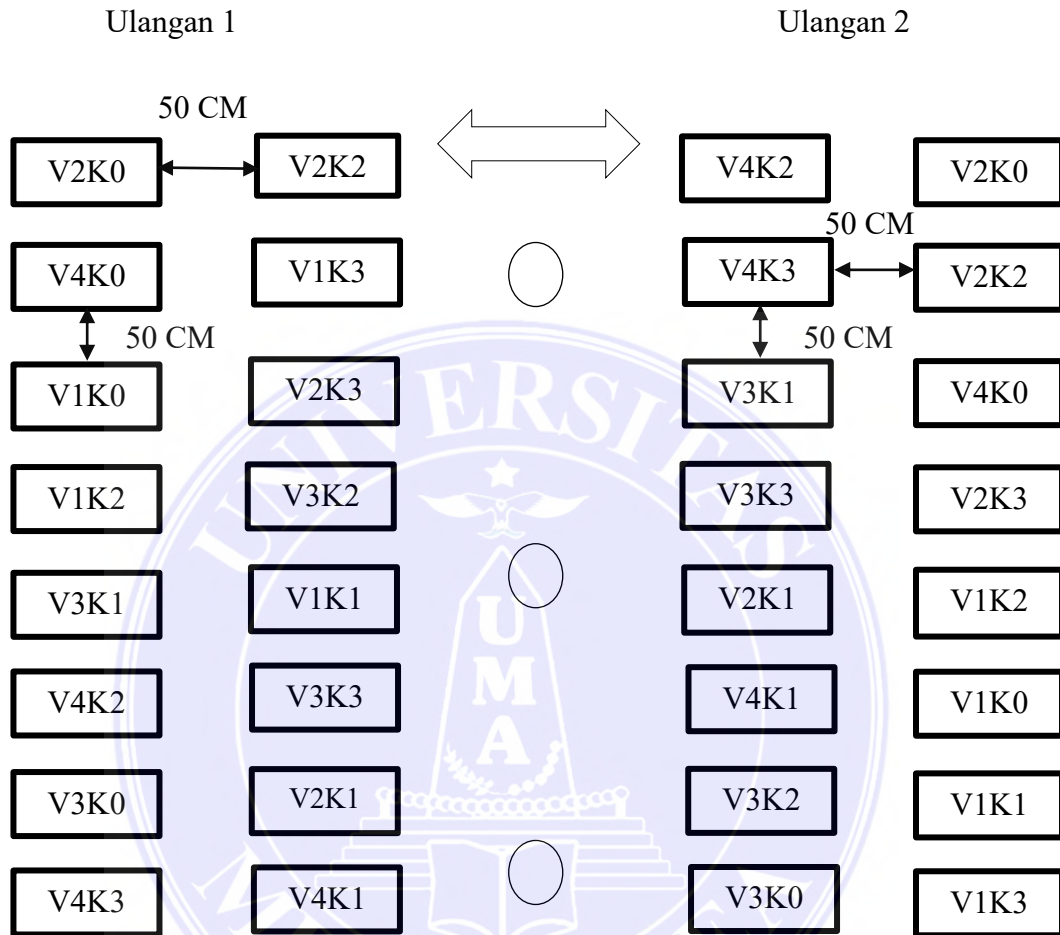 Ulangan 1 Ulangan 2
50 CM
V2K0 V2K2 V4K2 V2K0
50 CM
V4K0 V1K3 V4K3 V2K2
50 CM 50 CM
V1K0 V2K3 V3K1 V4K0
V1K2 V3K2 V3K3 V2K3
V3K1 V1K1 V2K1 V1K2
V4K2 V3K3 V4K1 V1K0
V3K0 V2K1 V3K2 V1K1
V4K3 V4K1 V3K0 V1K3
UNIVERSITAS
UMA